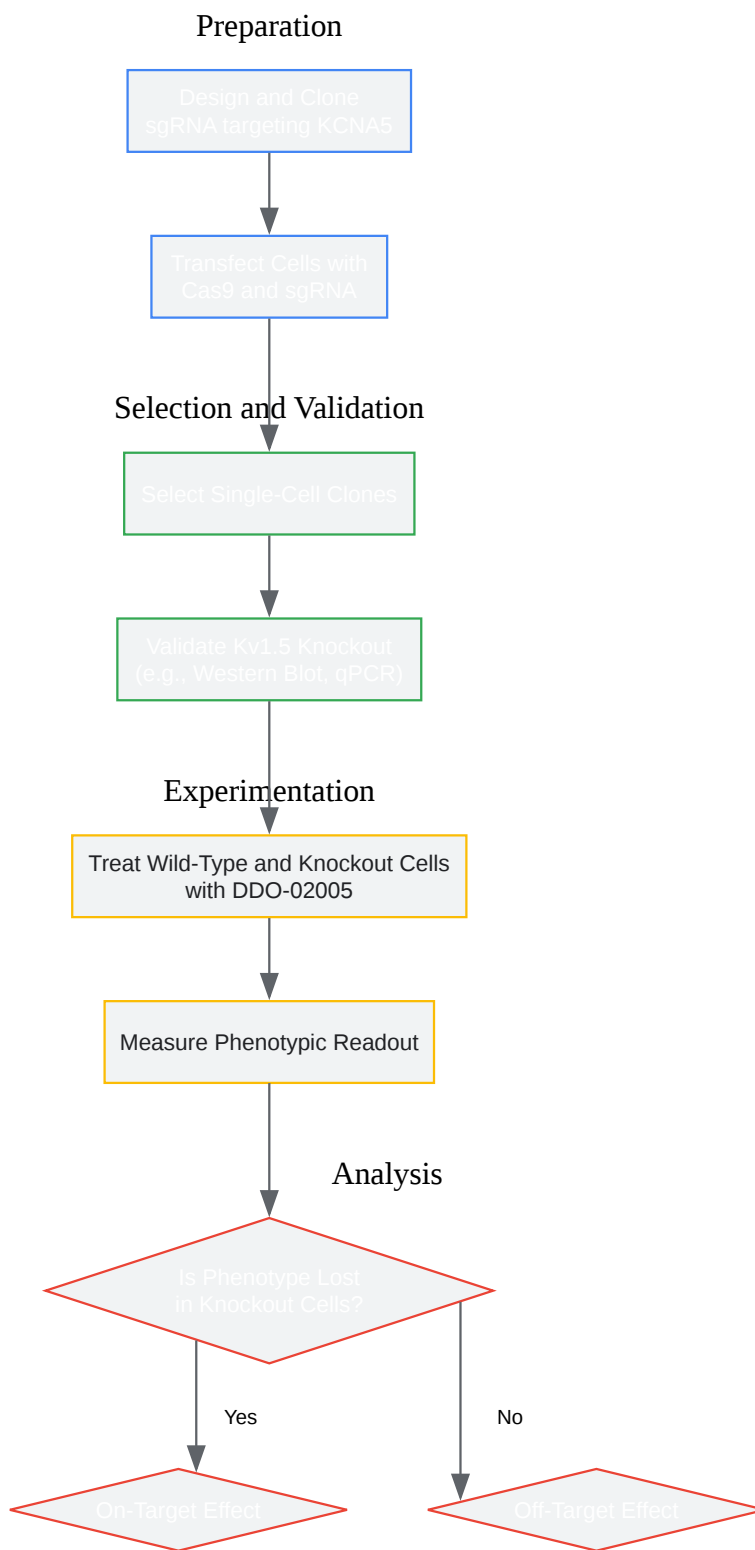 Preparation
Design and Clone
sgRNA targeting KCNA5
Transfect Cells with
Cas9 and sgRNA
Selection and Validation
Select Single-Cell Clones
Validate Kv1.5 Knockout
(e.g., Western Blot, qPCR)
Experimentation
Treat Wild-Type and Knockout Cells
with DDO-02005
Measure Phenotypic Readout
Analysis
Is Phenotype Lost
in Knockout Cells?
Yes
No
On-Target Effect
Off-Target Effect